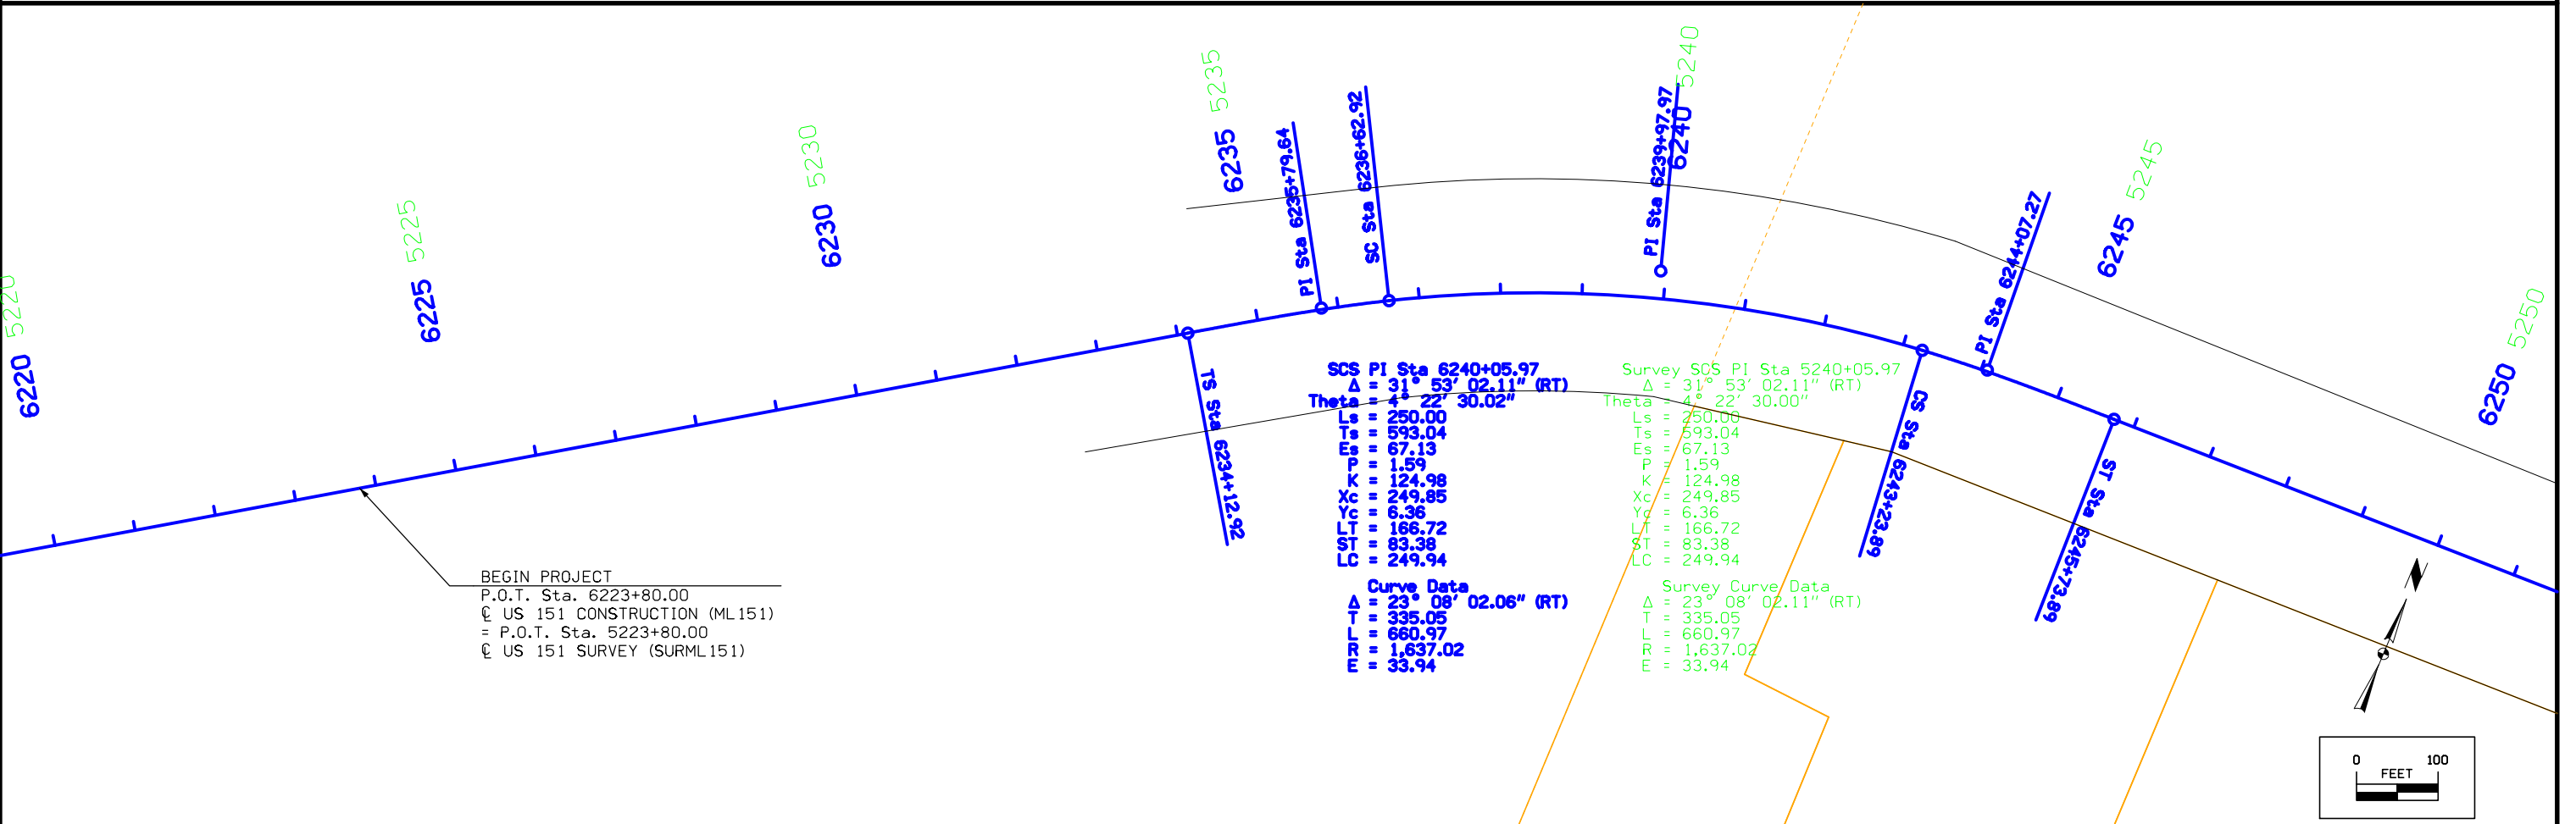 5220
6220
5225
6225
5230
6230
5235
6235
PI Sta 6235+79.64
SC Sta 6236+62.92
PI Sta 6239+97.97
5240
6240
PI Sta 6244+07.27
5245
6245
5250
6250
TS Sta 6234+12.92
CS Sta 6243+23.89
ST Sta 6245+73.89
BEGIN PROJECT
P.O.T. Sta. 6223+80.00
℄ US 151 CONSTRUCTION (ML151)
= P.O.T. Sta. 5223+80.00
℄ US 151 SURVEY (SURML151)
SCS PI Sta 6240+05.97
Δ = 31° 53' 02.11" (RT)
Theta = 4° 22' 30.02"
Ls = 250.00
Ts = 593.04
Es = 67.13
P = 1.59
K = 124.98
Xc = 249.85
Yc = 6.36
LT = 166.72
ST = 83.38
LC = 249.94
Curve Data
Δ = 23° 08' 02.06" (RT)
T = 335.05
L = 660.97
R = 1,637.02
E = 33.94
Survey SCS PI Sta 5240+05.97
Δ = 31° 53' 02.11" (RT)
Theta = 4° 22' 30.00"
Ls = 250.00
Ts = 593.04
Es = 67.13
P = 1.59
K = 124.98
Xc = 249.85
Yc = 6.36
LT = 166.72
ST = 83.38
LC = 249.94
Survey Curve Data
Δ = 23° 08' 02.11" (RT)
T = 335.05
L = 660.97
R = 1,637.02
E = 33.94
N
0 100
FEET